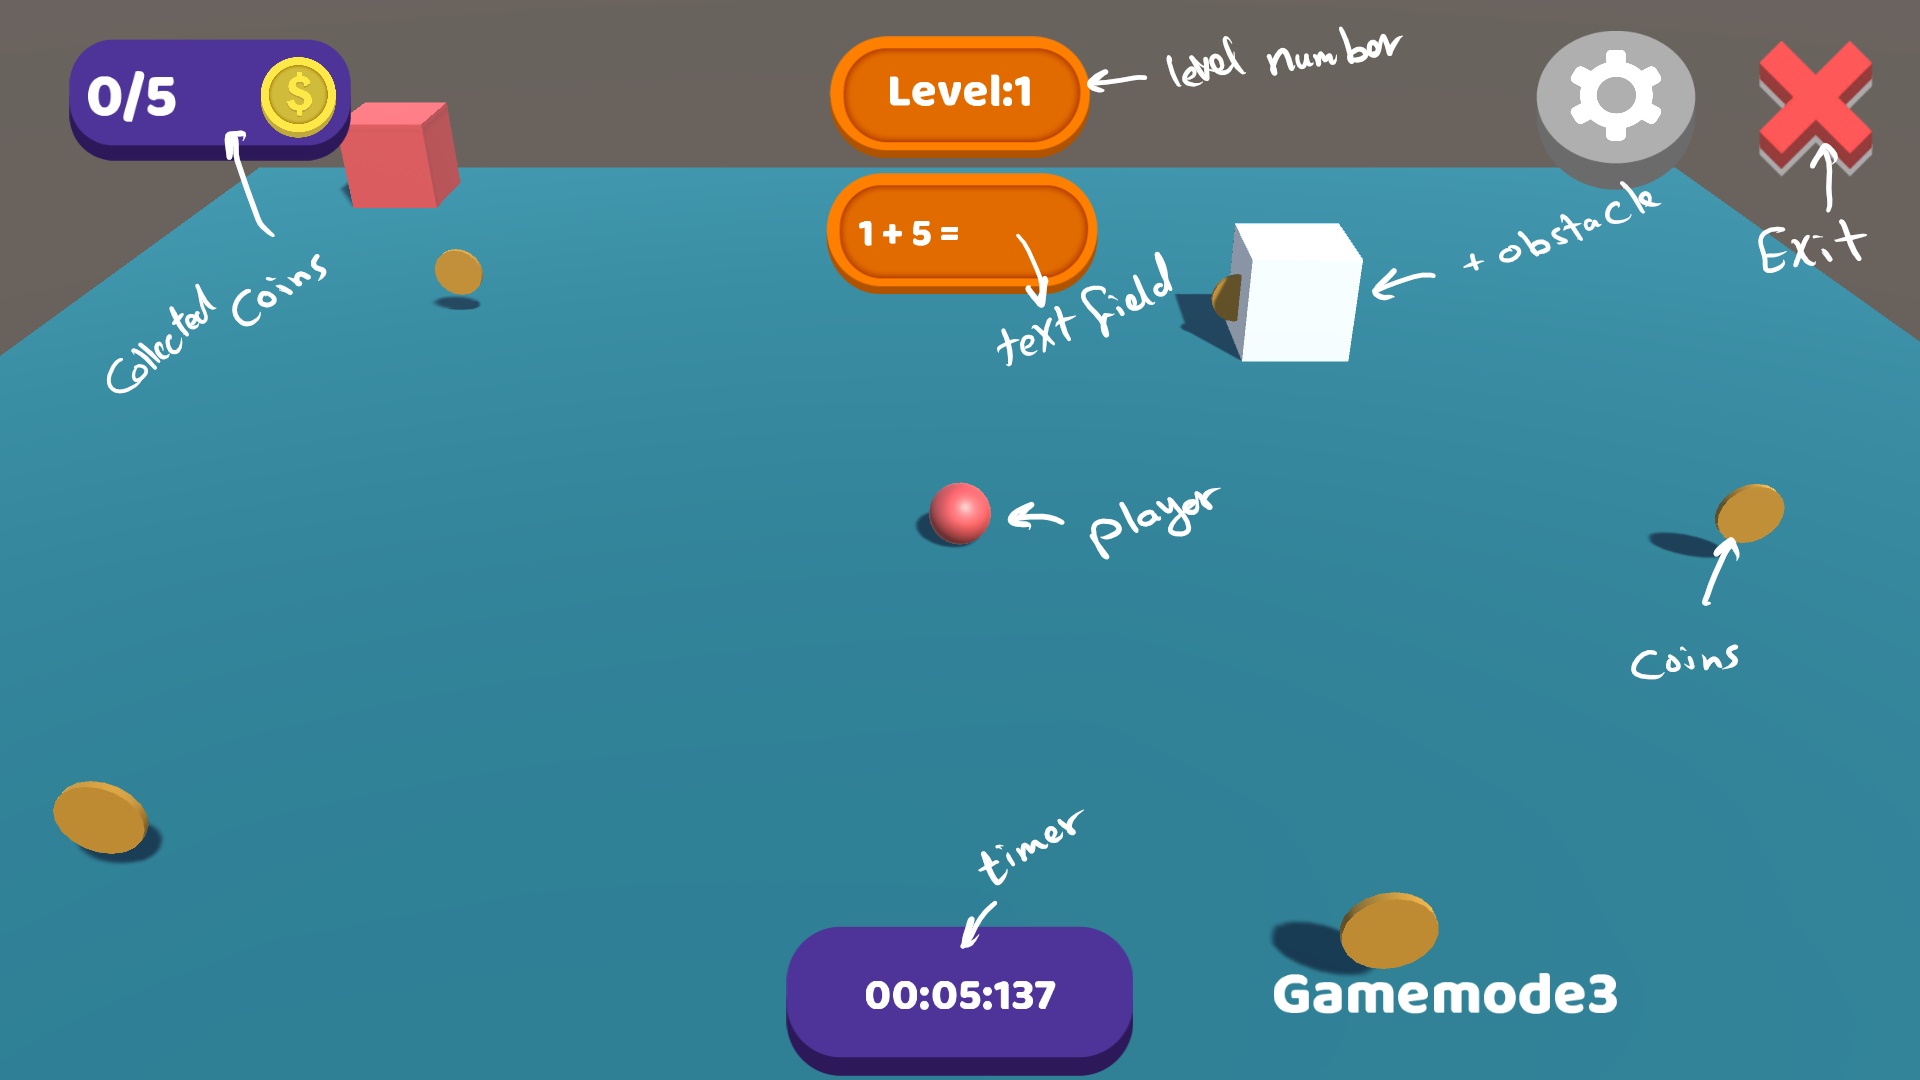 0/5
Level:1
level number
1 + 5 =
text field
+ obstacle
Exit
Collected Coins
player
Coins
timer
00:05:137
Gamemode3